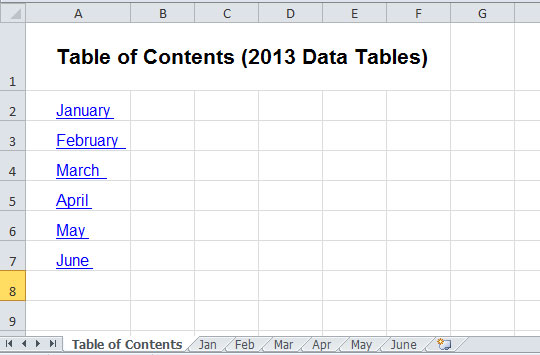 A B C D E F G
1 Table of Contents (2013 Data Tables)
2 January
3 February
4 March
5 April
6 May
7 June
8
9
Table of Contents Jan Feb Mar Apr May June